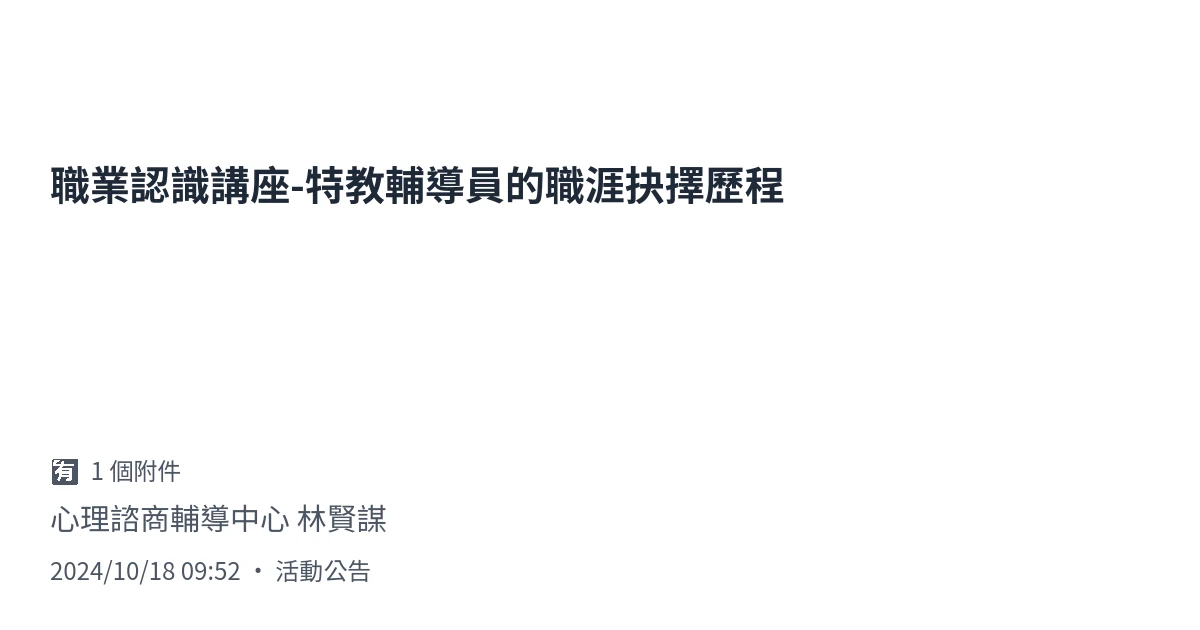 職業認識講座-特教輔導員的職涯抉擇歷程
🈶 1 個附件
心理諮商輔導中心 林賢謀
2024/10/18 09:52 • 活動公告